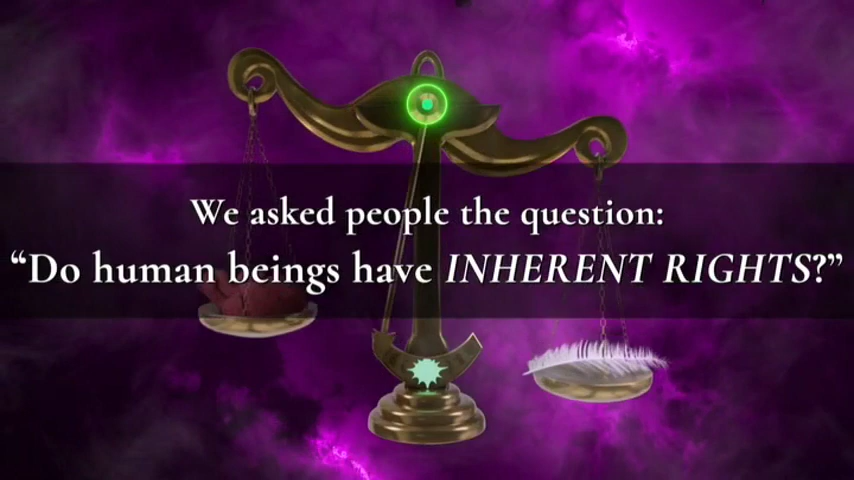 We asked people the question:
“Do human beings have INHERENT RIGHTS?”